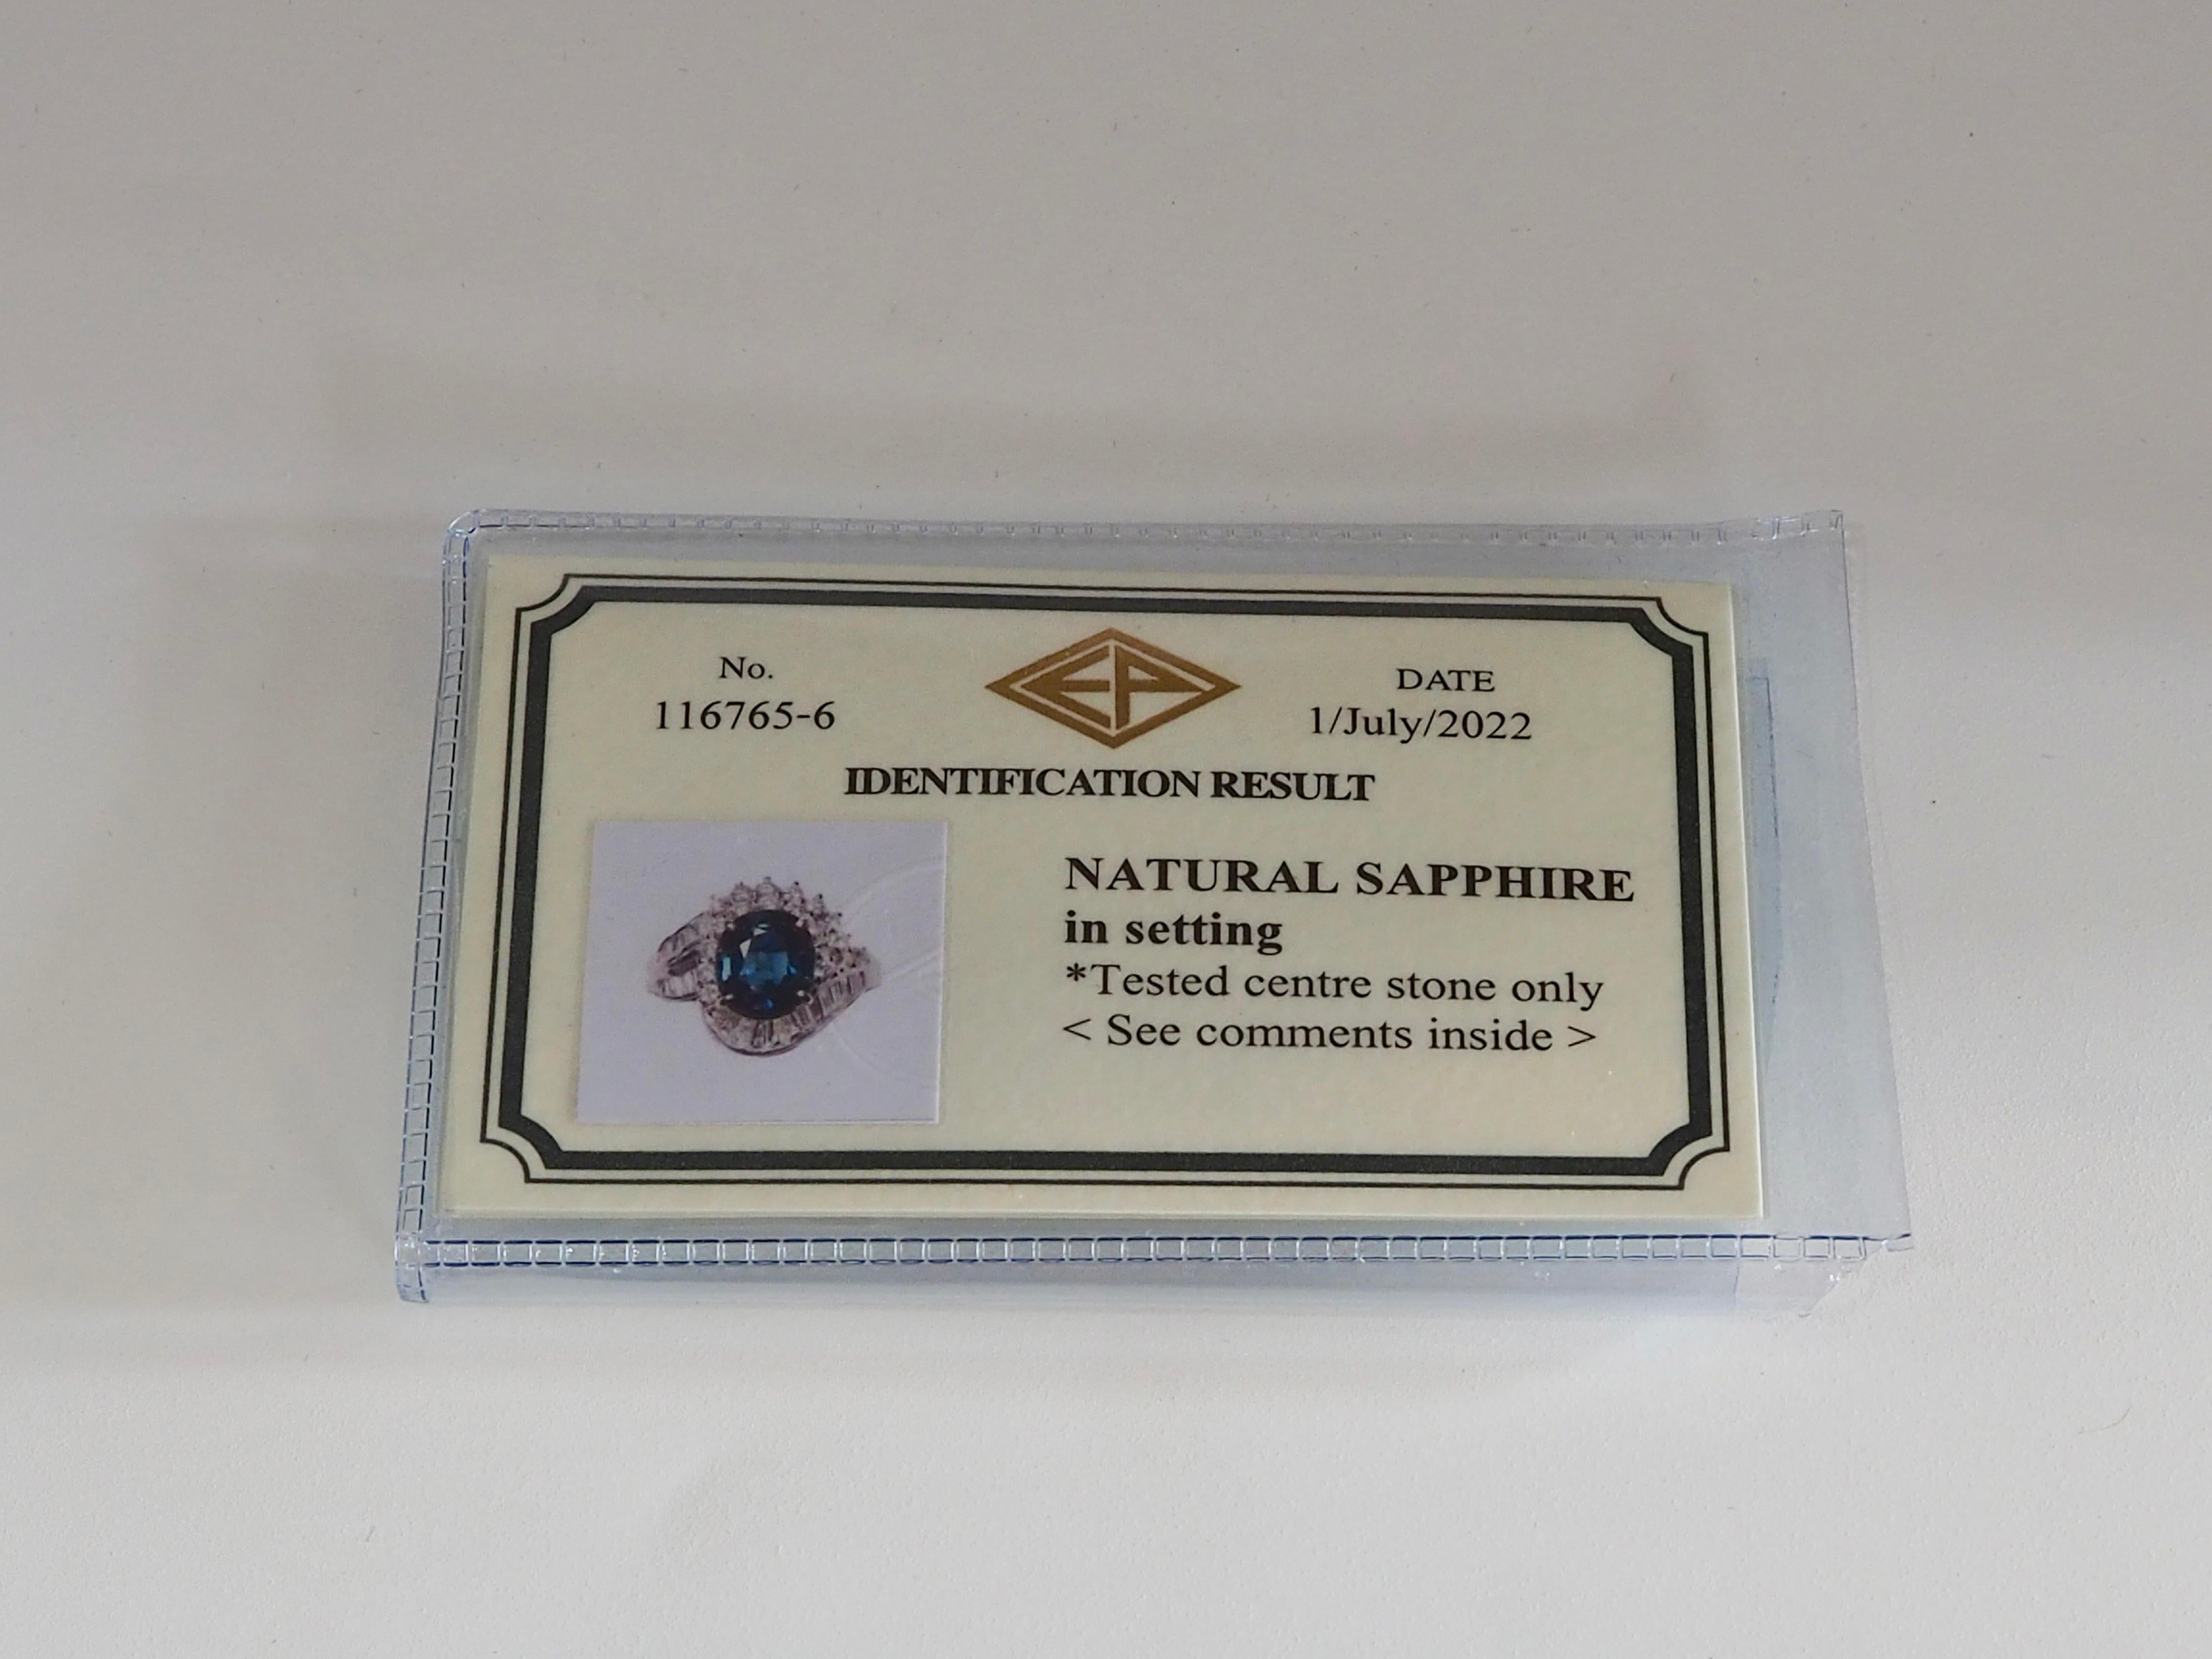 No.
116765-6
EP
DATE
1/July/2022
IDENTIFICATION RESULT
NATURAL SAPPHIRE
in setting
*Tested centre stone only
< See comments inside >